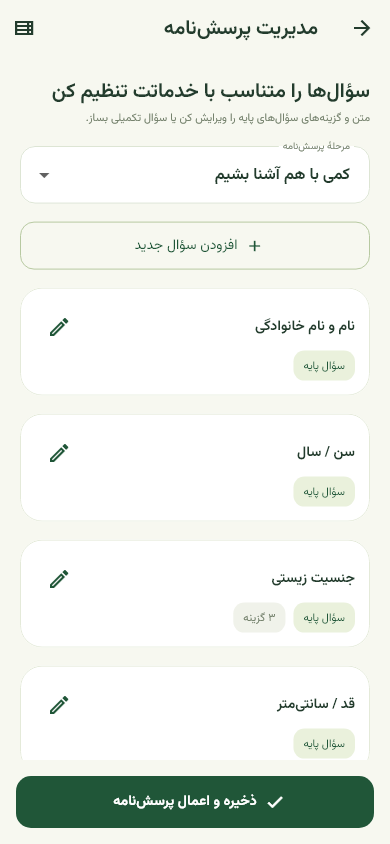 مدیریت پرسش‌نامه
سؤال‌ها را متناسب با خدماتت تنظیم کن
متن و گزینه‌های سؤال‌های پایه را ویرایش کن یا سؤال تکمیلی بساز.
مرحلهٔ پرسش‌نامه
کمی با هم آشنا بشیم
افزودن سؤال جدید
نام و نام خانوادگی
سؤال پایه
سن / سال
سؤال پایه
جنسیت زیستی
سؤال پایه
۳ گزینه
قد / سانتی‌متر
سؤال پایه
ذخیره و اعمال پرسش‌نامه